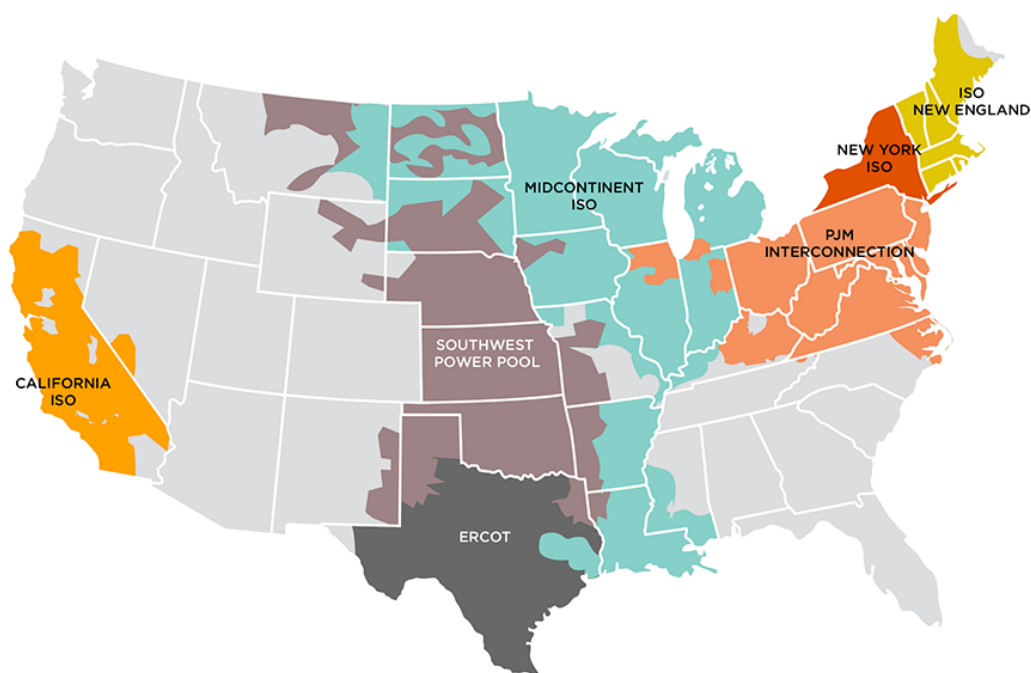 ISO
NEW ENGLAND
NEW YORK
ISO
MIDCONTINENT
ISO
PJM
INTERCONNECTION
SOUTHWEST
POWER POOL
CALIFORNIA
ISO
ERCOT